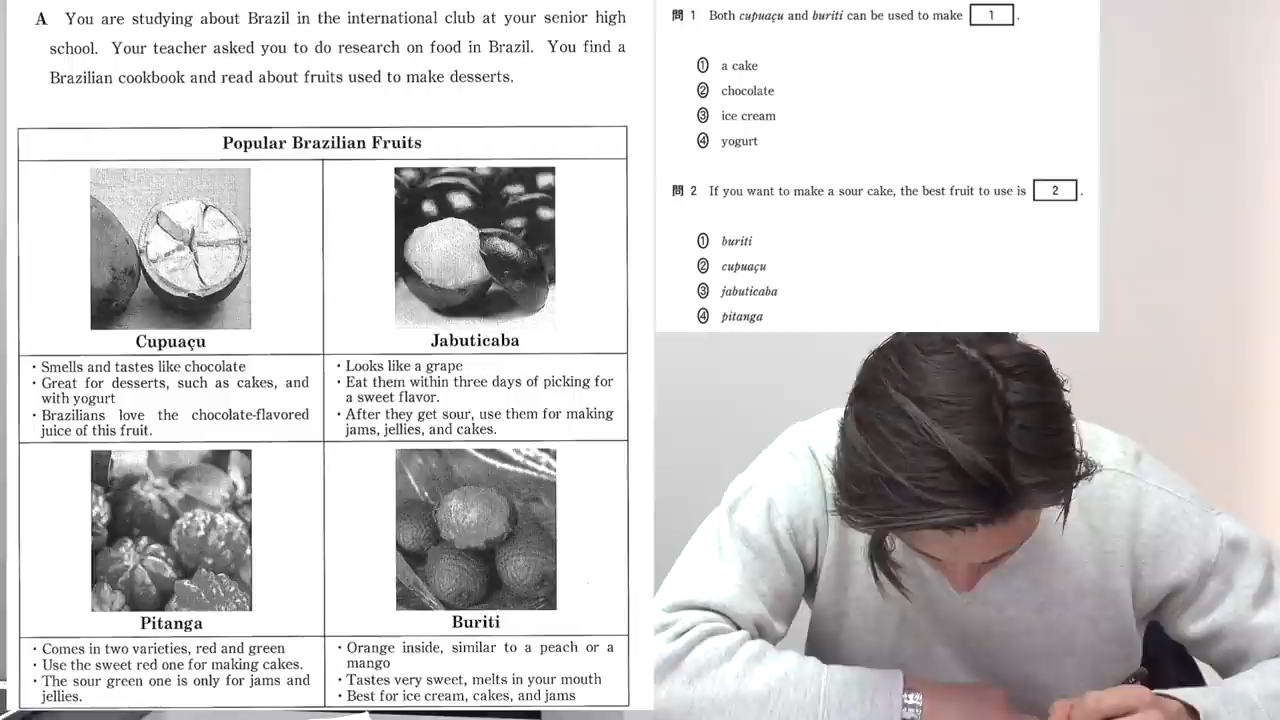 A You are studying about Brazil in the international club at your senior high
school. Your teacher asked you to do research on food in Brazil. You find a
Brazilian cookbook and read about fruits used to make desserts.
Popular Brazilian Fruits
Cupuaçu
・Smells and tastes like chocolate
・Great for desserts, such as cakes, and
with yogurt
・Brazilians love the chocolate-flavored
juice of this fruit.
Jabuticaba
・Looks like a grape
・Eat them within three days of picking for
a sweet flavor.
・After they get sour, use them for making
jams, jellies, and cakes.
Pitanga
・Comes in two varieties, red and green
・Use the sweet red one for making cakes.
・The sour green one is only for jams and
jellies.
Buriti
・Orange inside, similar to a peach or a
mango
・Tastes very sweet, melts in your mouth
・Best for ice cream, cakes, and jams
問 1 Both cupuaçu and buriti can be used to make 1 .
① a cake
② chocolate
③ ice cream
④ yogurt
問 2 If you want to make a sour cake, the best fruit to use is 2 .
① buriti
② cupuaçu
③ jabuticaba
④ pitanga